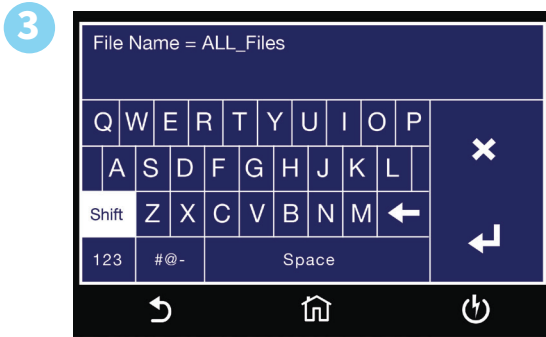 3
File Name = ALL_Files
Q W E R T Y U I O P
A S D F G H J K L
Shift Z X C V B N M
123 #@- Space